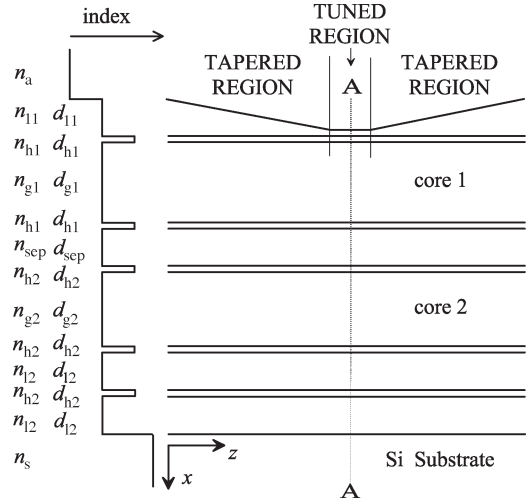 index
TUNED
REGION
TAPERED
REGION
TAPERED
REGION
A
n_a
n_l1 d_l1
n_h1 d_h1
n_g1 d_g1
core 1
n_h1 d_h1
n_sep d_sep
n_h2 d_h2
n_g2 d_g2
core 2
n_h2 d_h2
n_l2 d_l2
n_h2 d_h2
n_l2 d_l2
n_s
z
x
Si Substrate
A